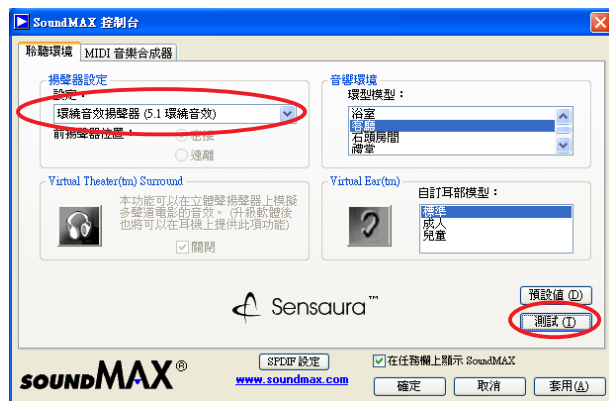 SoundMAX 控制台
聆聽環境
MIDI 音樂合成器
揚聲器設定
設定：
環繞音效揚聲器 (5.1 環繞音效)
前揚聲器位置：
密接
遠離
音響環境
環型模型：
浴室
客廳
石頭房間
禮堂
Virtual Theater(tm) Surround
本功能可以在立體聲揚聲器上模擬
多聲道電影的音效。 (升級軟體後
也將可以在耳機上提供此項功能)
關閉
Virtual Ear(tm)
自訂耳部模型：
標準
成人
兒童
Sensaura™
預設值 (D)
測試 (T)
soundMAX®
SPDIF 設定
www.soundmax.com
在任務欄上顯示 SoundMAX
確定
取消
套用(A)